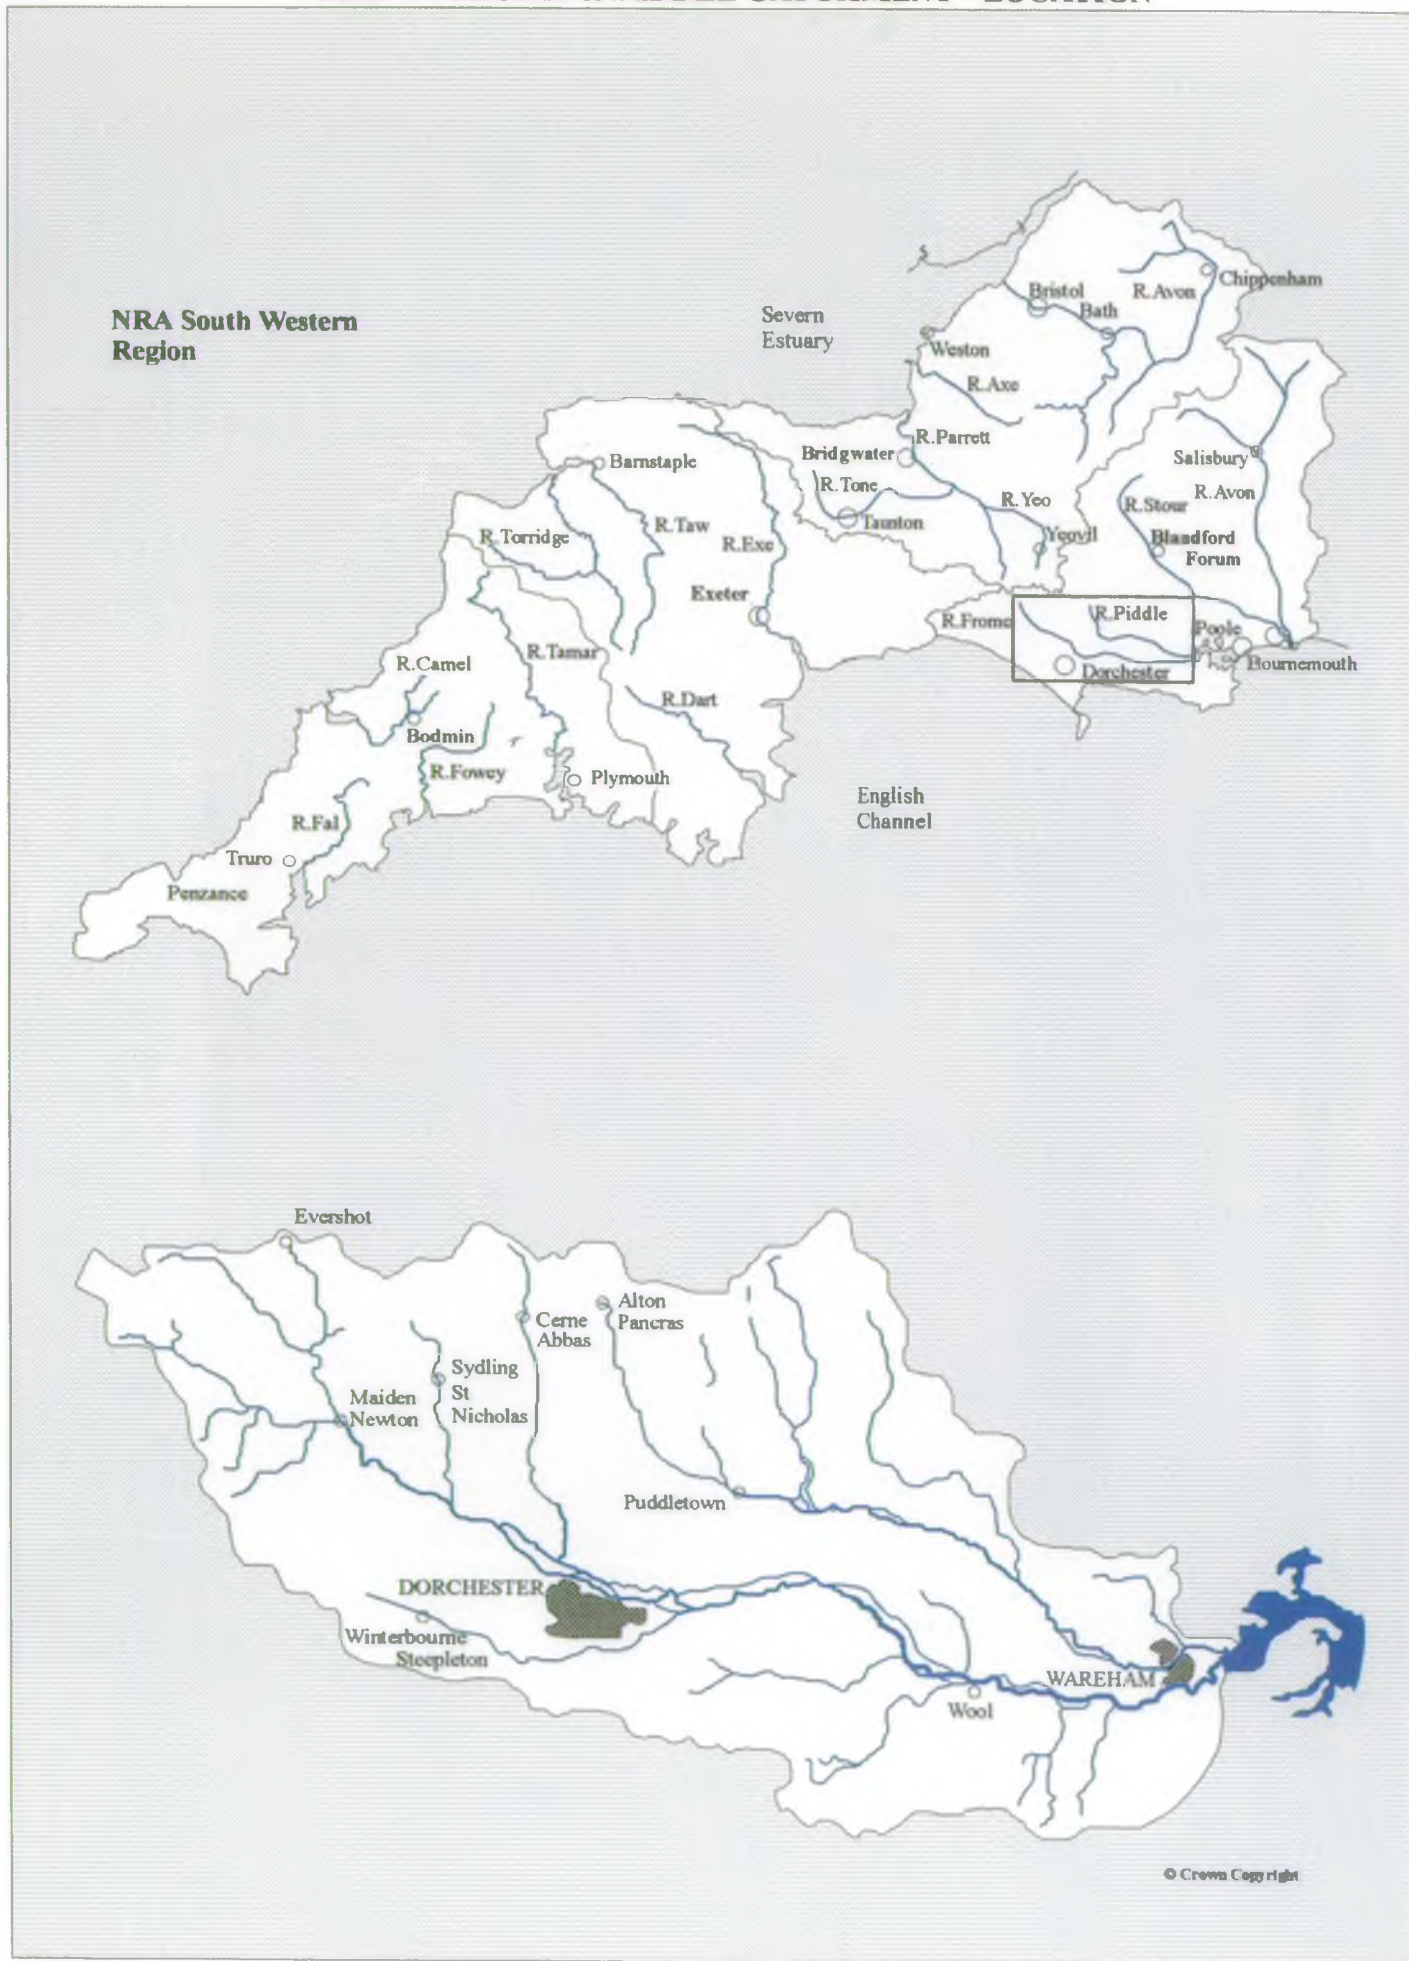 CATCHMENT - LOCATION
NRA South Western
Region
Severn
Estuary
Bristol
R.Avon
Chippenham
Bath
Weston
R.Axe
R.Parrett
Bridgwater
Salisbury
Barnstaple
R.Tone
R.Avon
R.Yeo
R.Stour
Taunton
R.Taw
R.Torridge
R.Exe
Yeovil
Blandford
Forum
Exeter
R.Frome
R.Piddle
Poole
R.Tamar
Bournemouth
R.Camel
Dorchester
R.Dart
Bodmin
R.Fowey
Plymouth
English
Channel
R.Fal
Truro
Penzance
Evershot
Alton
Pancras
Cerne
Abbas
Sydling
St
Nicholas
Maiden
Newton
Puddletown
DORCHESTER
Winterbourne
Steepleton
WAREHAM
Wool
© Crown Copyright